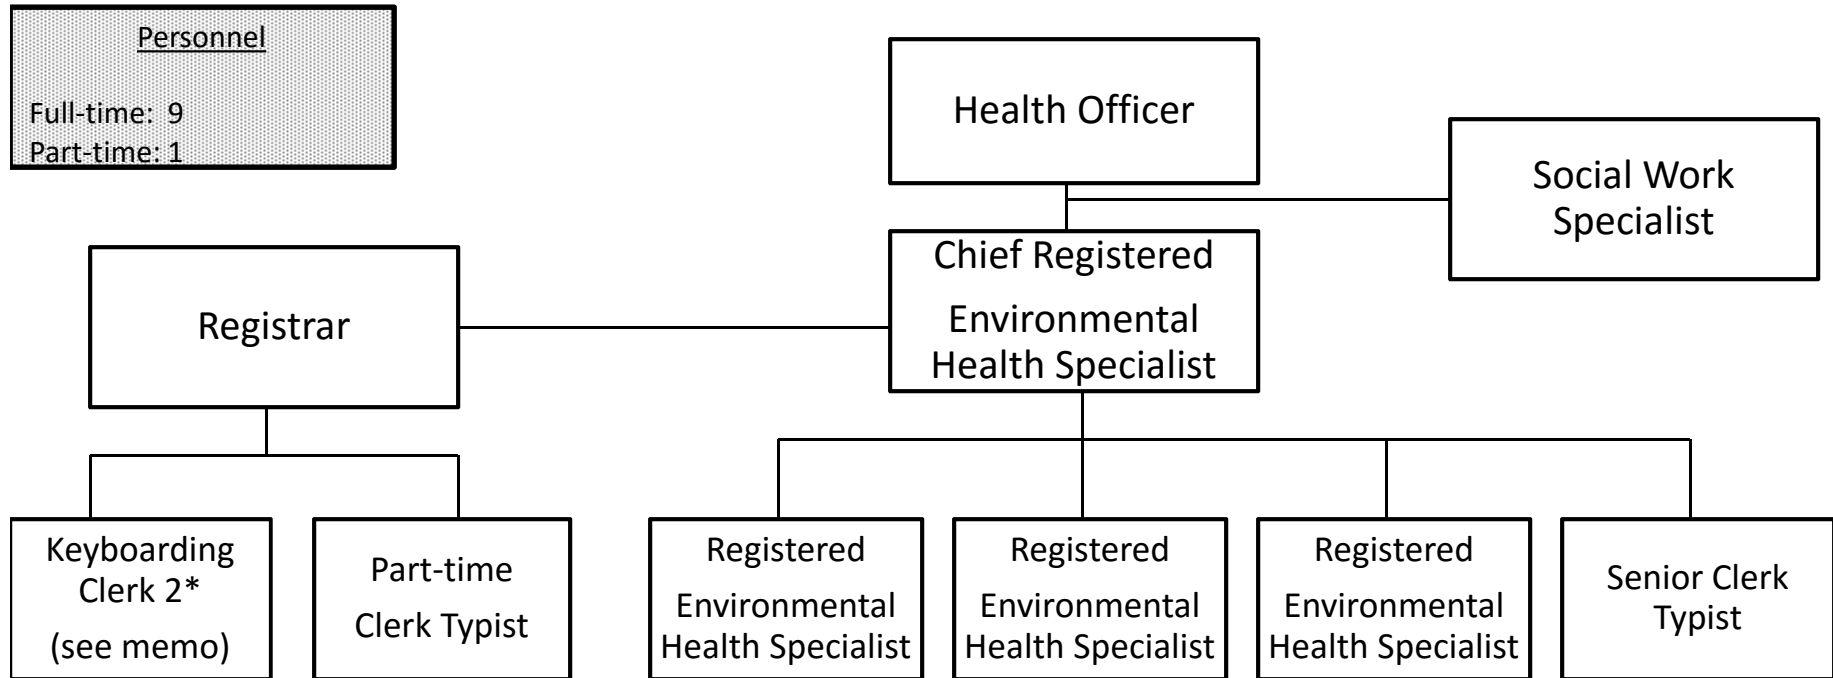 Personnel
Full-time: 9
Part-time: 1
Health Officer
Social Work
Specialist
Chief Registered
Environmental
Health Specialist
Registrar
Keyboarding
Clerk 2*
(see memo)
Part-time
Clerk Typist
Registered
Environmental
Health Specialist
Registered
Environmental
Health Specialist
Registered
Environmental
Health Specialist
Senior Clerk
Typist